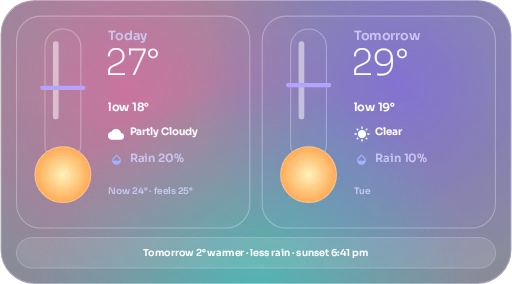 Today
27°
low 18°
Partly Cloudy
Rain 20%
Now 24° · feels 25°
Tomorrow
29°
low 19°
Clear
Rain 10%
Tue
Tomorrow 2° warmer · less rain · sunset 6:41 pm